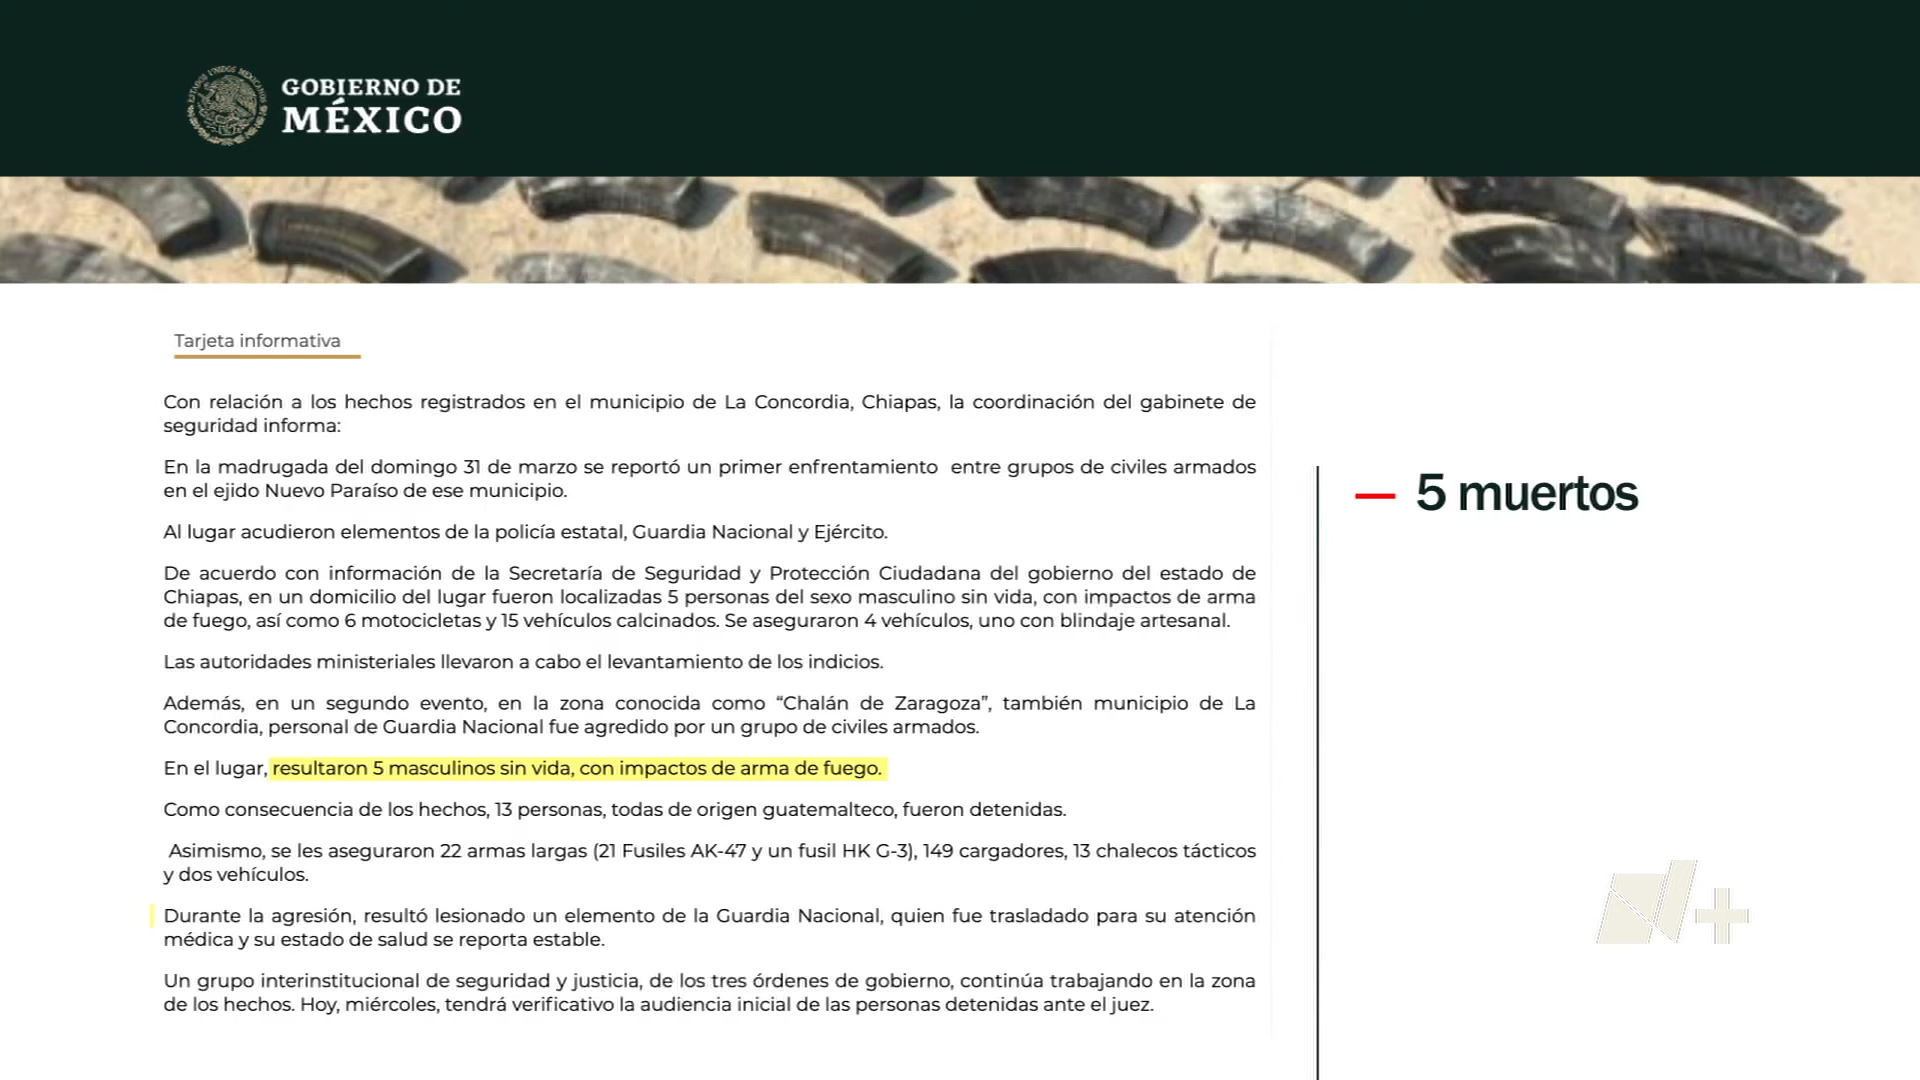 ESTADOS UNIDOS MEXICANOS
GOBIERNO DE
MÉXICO
Tarjeta informativa
Con relación a los hechos registrados en el municipio de La Concordia, Chiapas, la coordinación del gabinete de
seguridad informa:
En la madrugada del domingo 31 de marzo se reportó un primer enfrentamiento entre grupos de civiles armados
en el ejido Nuevo Paraíso de ese municipio.
Al lugar acudieron elementos de la policía estatal, Guardia Nacional y Ejército.
De acuerdo con información de la Secretaría de Seguridad y Protección Ciudadana del gobierno del estado de
Chiapas, en un domicilio del lugar fueron localizadas 5 personas del sexo masculino sin vida, con impactos de arma
de fuego, así como 6 motocicletas y 15 vehículos calcinados. Se aseguraron 4 vehículos, uno con blindaje artesanal.
Las autoridades ministeriales llevaron a cabo el levantamiento de los indicios.
Además, en un segundo evento, en la zona conocida como “Chalán de Zaragoza”, también municipio de La
Concordia, personal de Guardia Nacional fue agredido por un grupo de civiles armados.
En el lugar, resultaron 5 masculinos sin vida, con impactos de arma de fuego.
Como consecuencia de los hechos, 13 personas, todas de origen guatemalteco, fueron detenidas.
Asimismo, se les aseguraron 22 armas largas (21 Fusiles AK-47 y un fusil HK G-3), 149 cargadores, 13 chalecos tácticos
y dos vehículos.
Durante la agresión, resultó lesionado un elemento de la Guardia Nacional, quien fue trasladado para su atención
médica y su estado de salud se reporta estable.
Un grupo interinstitucional de seguridad y justicia, de los tres órdenes de gobierno, continúa trabajando en la zona
de los hechos. Hoy, miércoles, tendrá verificativo la audiencia inicial de las personas detenidas ante el juez.
— 5 muertos
N+